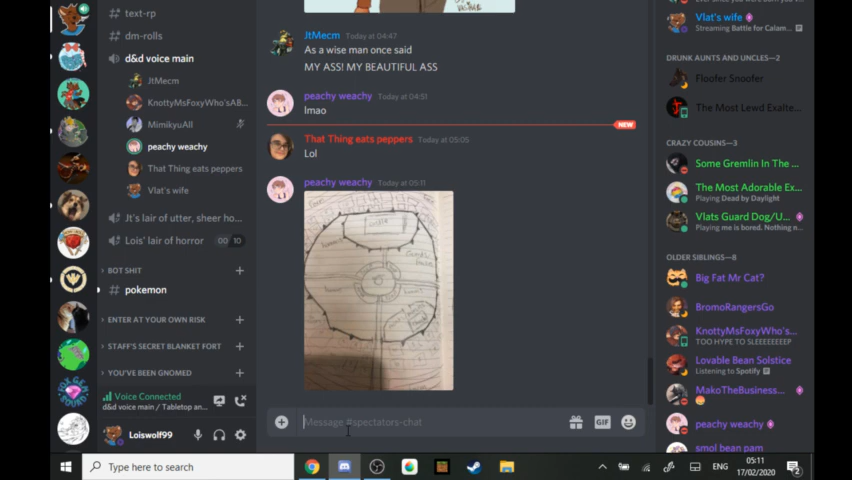 # text-rp
# dm-rolls
d&d voice main
JtMecm
KnottyMsFoxyWho'sAB...
MimikyuAll
peachy weachy
That Thing eats peppers
Vlat's wife
Jt's lair of utter, sheer ho...
Lois' lair of horror 00 10
BOT SHIT +
# pokemon
ENTER AT YOUR OWN RISK +
STAFF'S SECRET BLANKET FORT +
YOU'VE BEEN GNOMED +
Voice Connected
d&d voice main / Tabletop an...
Loiswolf99
JtMecm Today at 04:47
As a wise man once said
MY ASS! MY BEAUTIFUL ASS
peachy weachy Today at 04:51
lmao
NEW
That Thing eats peppers Today at 05:05
Lol
peachy weachy Today at 05:11
Message #spectators-chat
GIF
Vlat's wife
Streaming Battle for Calam...
DRUNK AUNTS AND UNCLES—2
Floofer Snoofer
The Most Lewd Exalte...
CRAZY COUSINS—3
Some Gremlin In The ...
The Most Adorable Ex...
Playing Dead by Daylight
Vlats Guard Dog/U...
Playing me is bored. Nothing n...
OLDER SIBLINGS—8
Big Fat Mr Cat?
BromoRangersGo
KnottyMsFoxyWho's...
TOO HYPE TO SLEEEEEEEP
Lovable Bean Solstice
Listening to Spotify
MakoTheBusiness...
peachy weachy
smol bean pam
Type here to search
ENG
05:11
17/02/2020
2